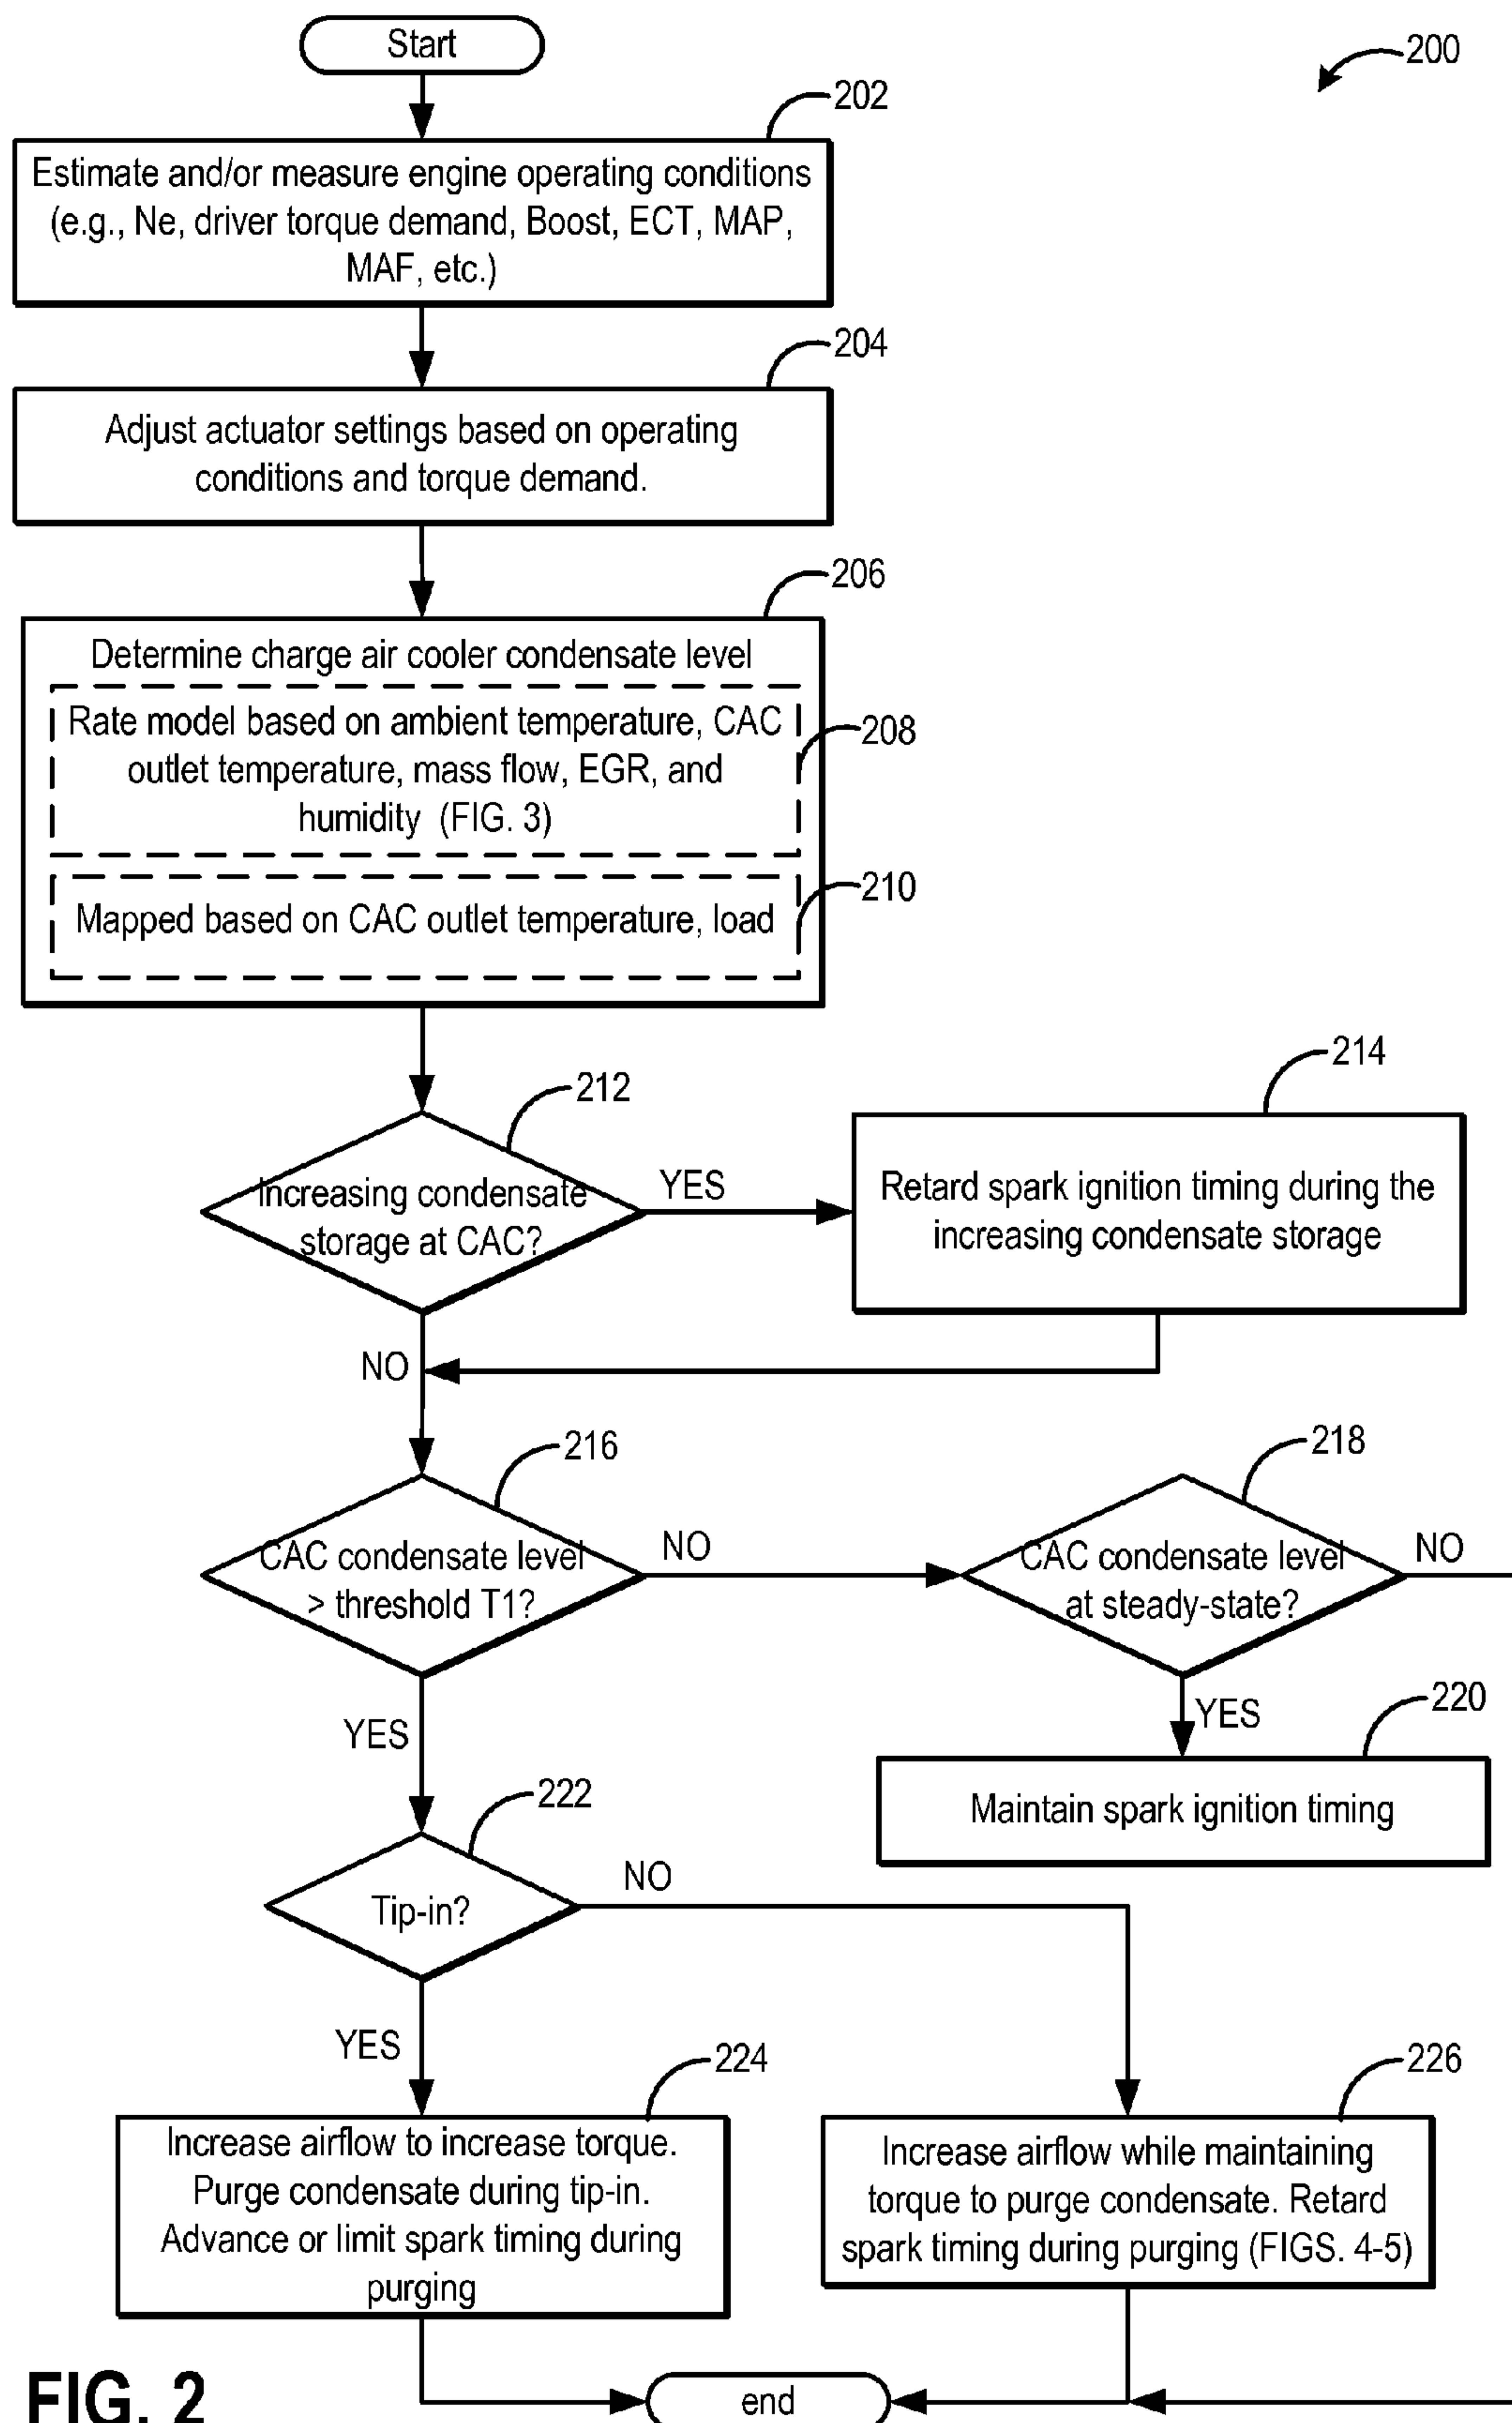 Start
200
202
Estimate and/or measure engine operating conditions
(e.g., Ne, driver torque demand, Boost, ECT, MAP,
MAF, etc.)
204
Adjust actuator settings based on operating
conditions and torque demand.
206
Determine charge air cooler condensate level
Rate model based on ambient temperature, CAC
outlet temperature, mass flow, EGR, and
humidity (FIG. 3)
208
210
Mapped based on CAC outlet temperature, load
212
214
Increasing condensate
storage at CAC?
YES
Retard spark ignition timing during the
increasing condensate storage
NO
216
218
CAC condensate level
> threshold T1?
NO
CAC condensate level
at steady-state?
NO
YES
YES
220
Maintain spark ignition timing
222
Tip-in?
NO
YES
224
226
Increase airflow to increase torque.
Purge condensate during tip-in.
Advance or limit spark timing during
purging
Increase airflow while maintaining
torque to purge condensate. Retard
spark timing during purging (FIGS. 4-5)
FIG. 2
end